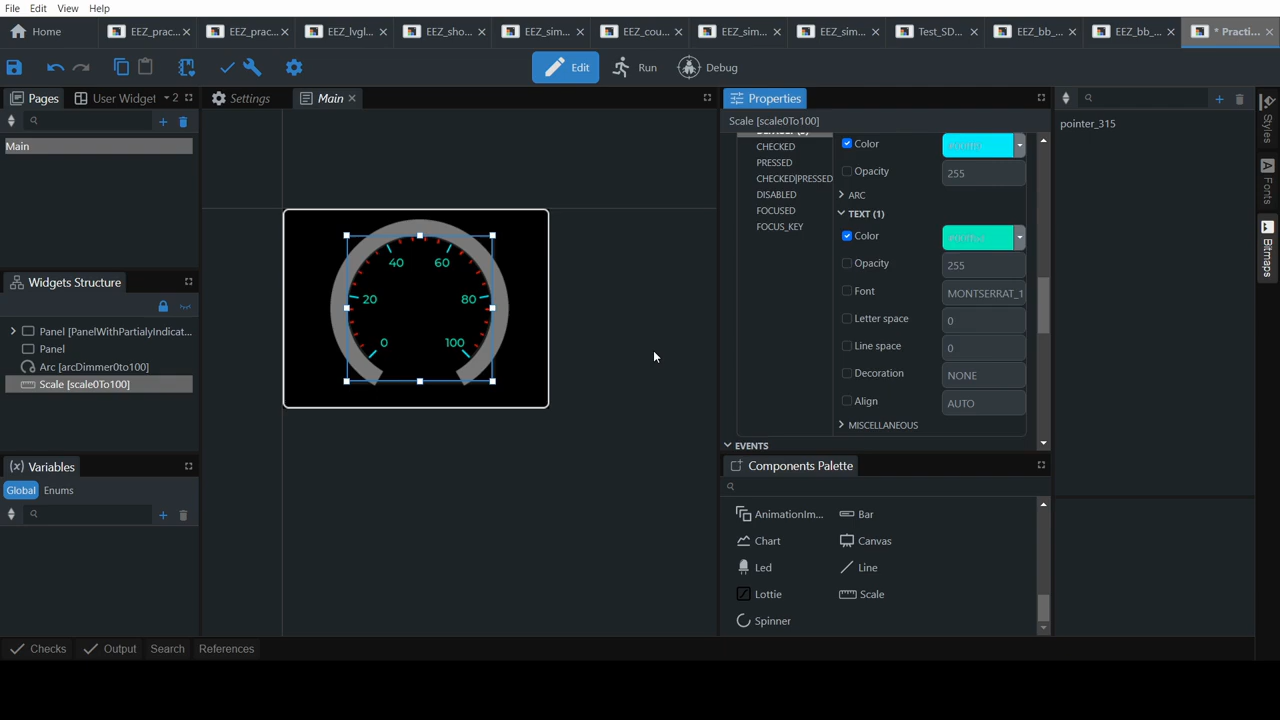 File Edit View Help
Home EEZ_prac... EEZ_prac... EEZ_lvgl... EEZ_sho... EEZ_sim... EEZ_cou... EEZ_sim... EEZ_sim... Test_SD... EEZ_bb_... EEZ_bb_... * Practi...
Edit Run Debug
Pages User Widget 2 Settings Main Properties
Scale [scale0To100]
Main
pointer_315
CHECKED
PRESSED
CHECKED|PRESSED
DISABLED
FOCUSED
FOCUS_KEY
Color
Opacity 255
ARC
TEXT (1)
Color
Opacity 255
Font MONTSERRAT_1
Letter space 0
Line space 0
Decoration NONE
Align AUTO
MISCELLANEOUS
EVENTS
Styles
Fonts
Bitmaps
40 60
20 80
0 100
Widgets Structure
Panel [PanelWithPartialyIndicat...
Panel
Arc [arcDimmer0to100]
Scale [scale0To100]
(x) Variables
Global Enums
Components Palette
AnimationIm... Bar
Chart Canvas
Led Line
Lottie Scale
Spinner
Checks Output Search References